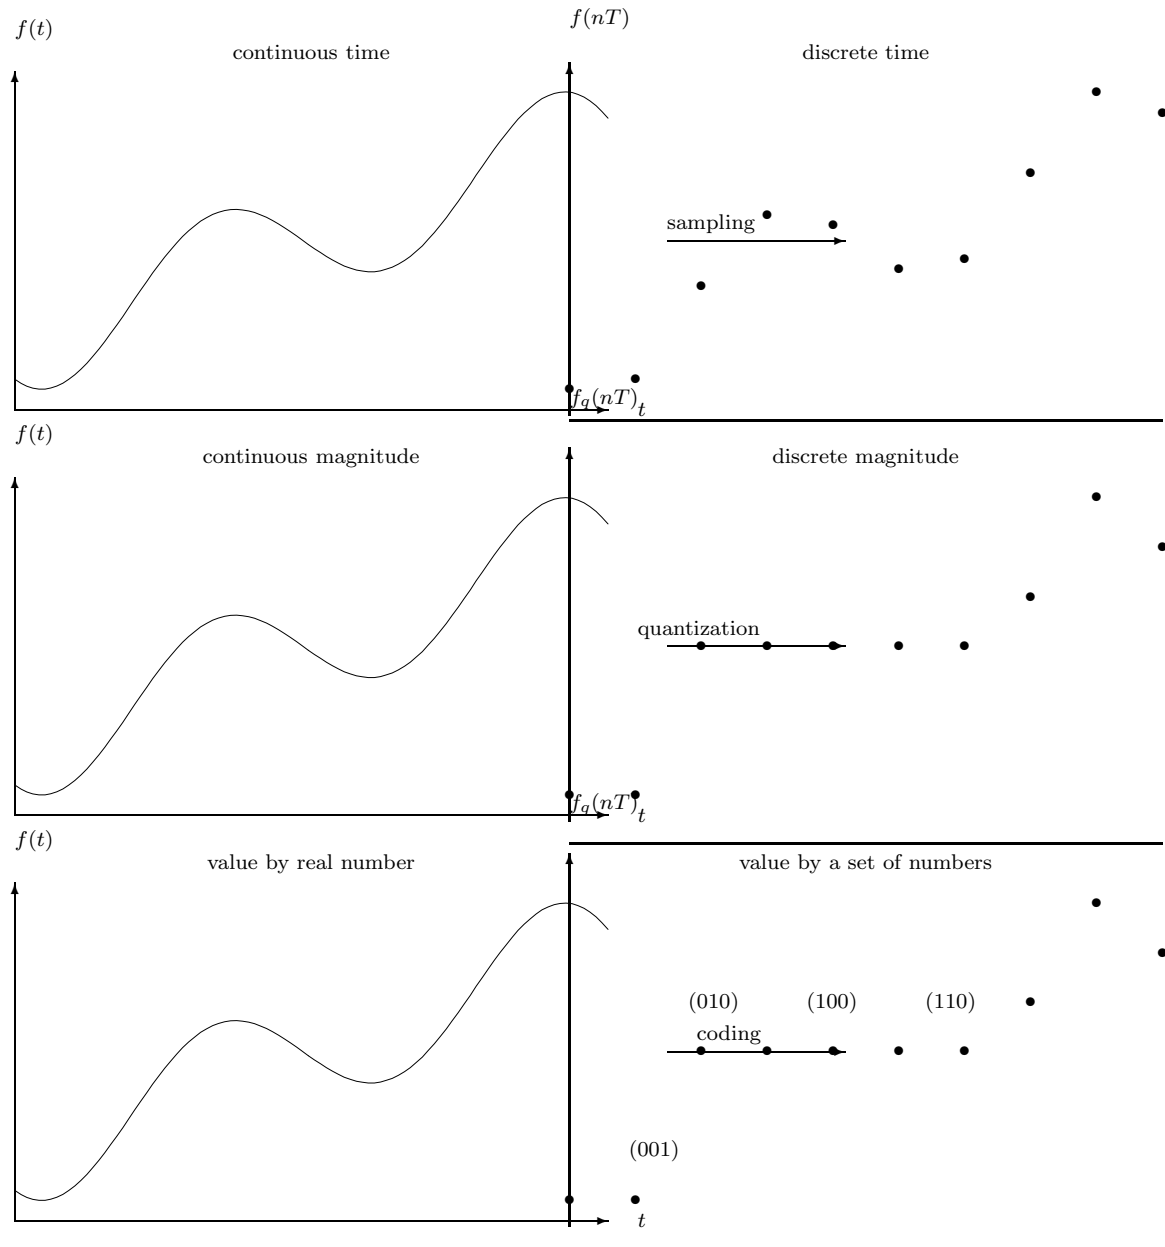 f(t)
f(nT)
continuous time
discrete time
sampling
f_q(nT)
t
f(t)
continuous magnitude
discrete magnitude
quantization
f_q(nT)
t
f(t)
value by real number
value by a set of numbers
(010) (100) (110)
coding
(001)
t